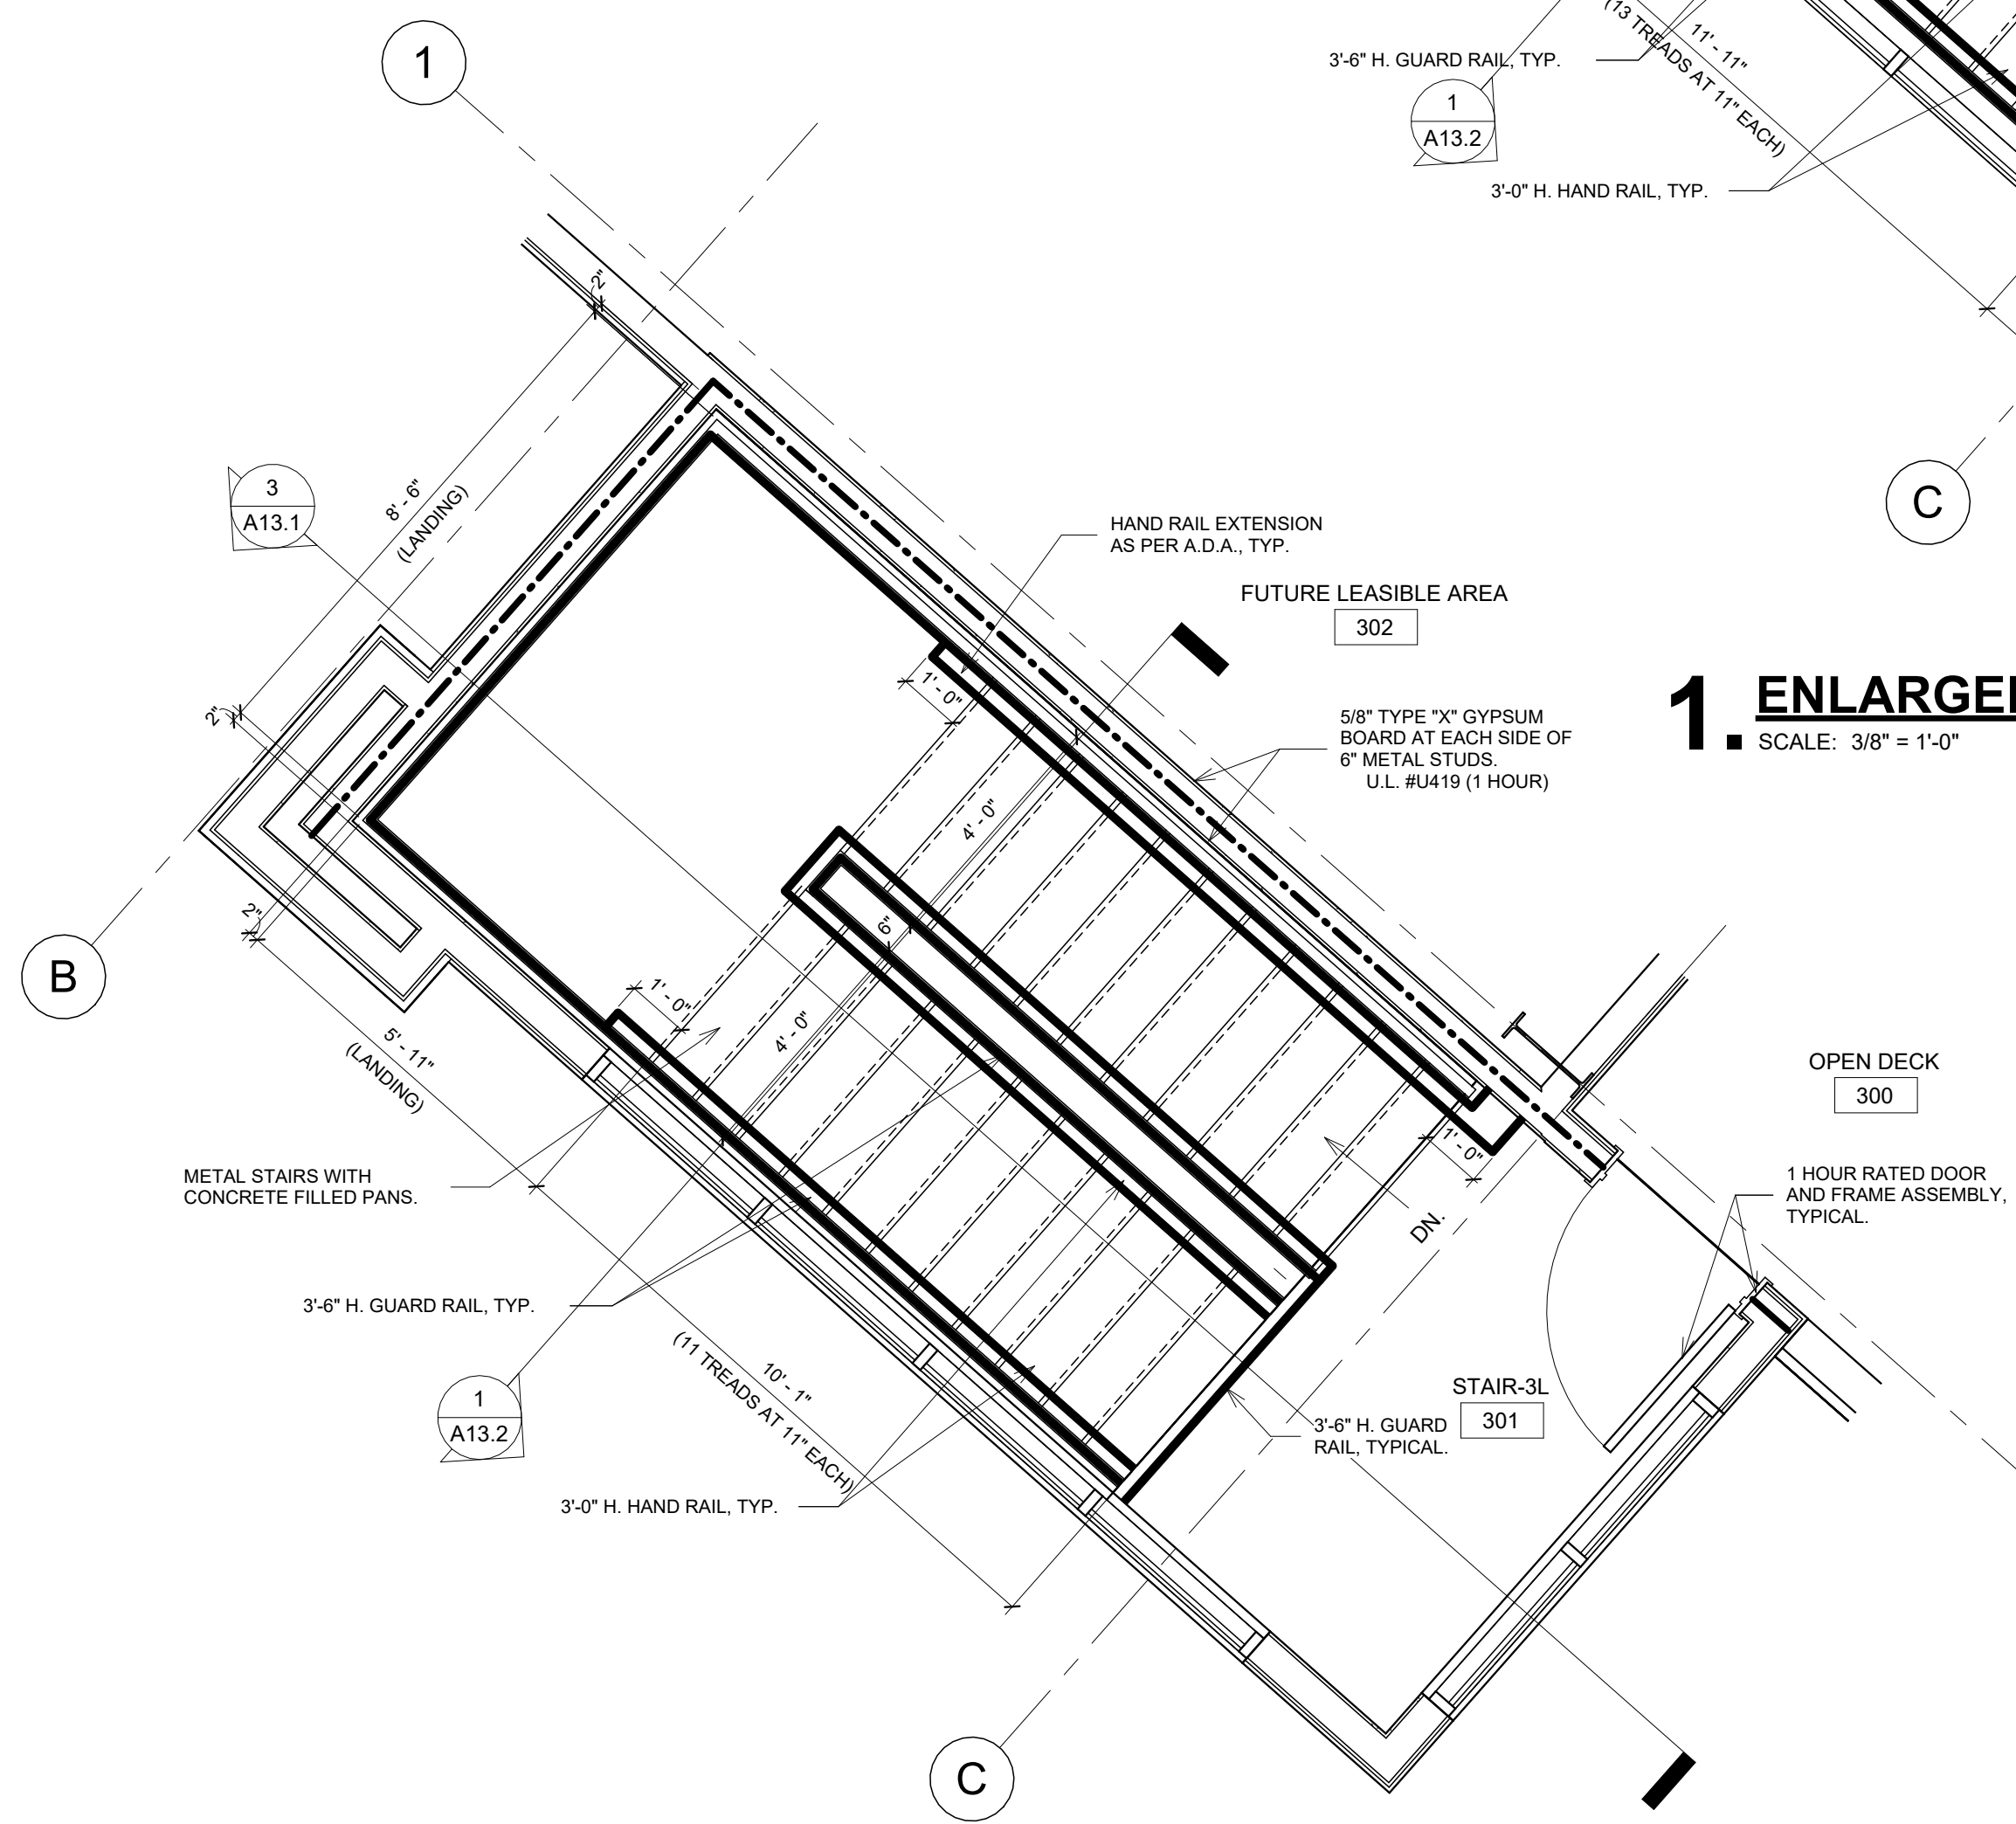 1
3'-6" H. GUARD RAIL, TYP.
11' - 11"
(13 TREADS AT 11" EACH)
1
A13.2
3'-0" H. HAND RAIL, TYP.
2"
C
3
A13.1
8' - 6"
(LANDING)
HAND RAIL EXTENSION
AS PER A.D.A., TYP.
FUTURE LEASIBLE AREA
302
1'- 0"
5/8" TYPE "X" GYPSUM
BOARD AT EACH SIDE OF
6" METAL STUDS.
U.L. #U419 (1 HOUR)
1. ENLARGE
SCALE: 3/8" = 1'-0"
2"
4' - 0"
6"
2"
B
1'- 0"
4' - 0"
5' - 11"
(LANDING)
OPEN DECK
300
METAL STAIRS WITH
CONCRETE FILLED PANS.
1'- 0"
DN.
1 HOUR RATED DOOR
AND FRAME ASSEMBLY,
TYPICAL.
3'-6" H. GUARD RAIL, TYP.
10' - 1"
(11 TREADS AT 11" EACH)
1
A13.2
STAIR-3L
301
3'-6" H. GUARD
RAIL, TYPICAL.
3'-0" H. HAND RAIL, TYP.
C